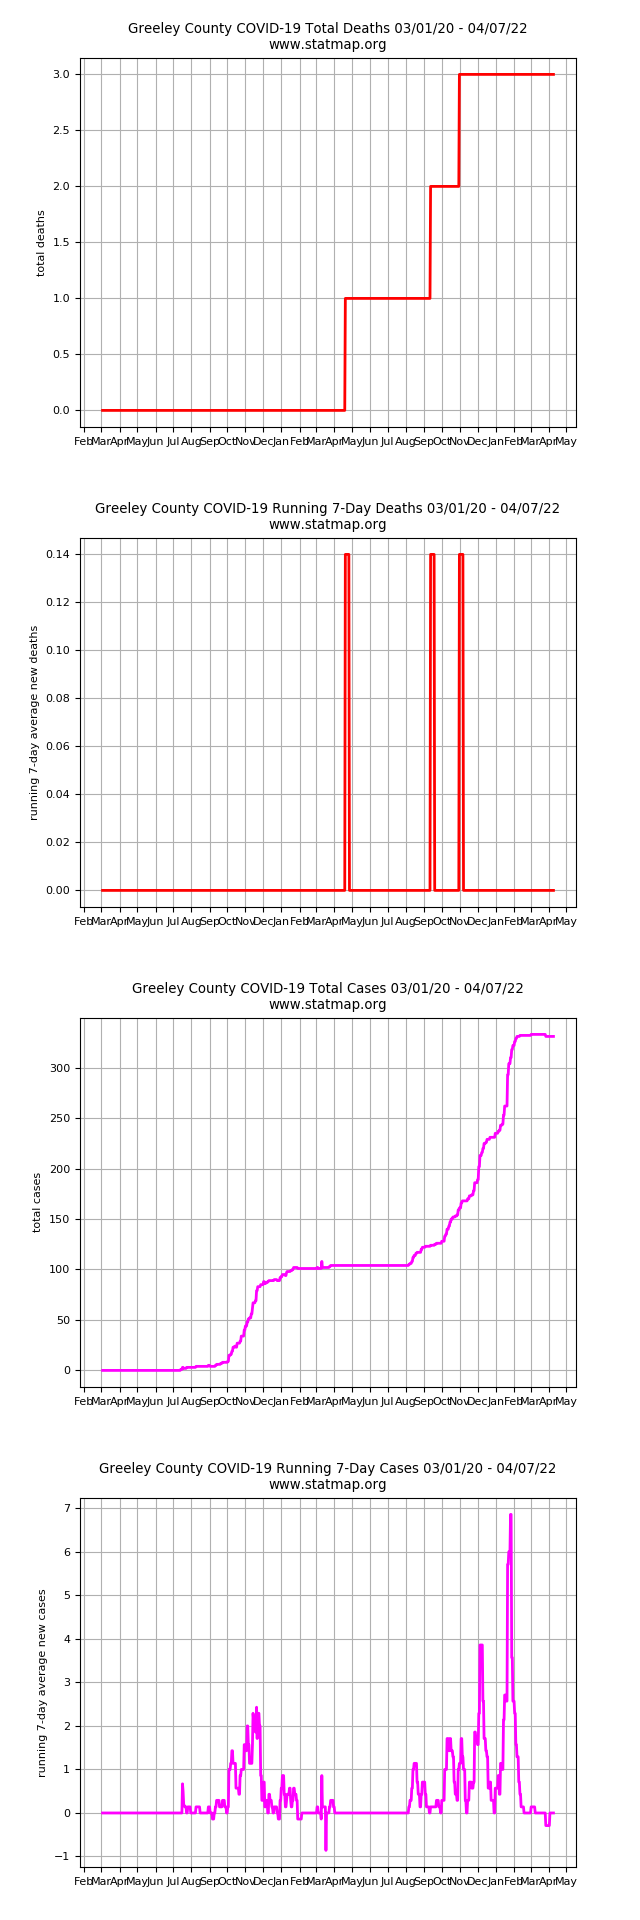 Greeley County COVID-19 Total Deaths 03/01/20 - 04/07/22
www.statmap.org
3.0
2.5
2.0
1.5
1.0
0.5
0.0
total deaths
Feb Mar Apr May Jun Jul Aug Sep Oct Nov Dec Jan Feb Mar Apr May Jun Jul Aug Sep Oct Nov Dec Jan Feb Mar Apr May
Greeley County COVID-19 Running 7-Day Deaths 03/01/20 - 04/07/22
www.statmap.org
0.14
0.12
0.10
0.08
0.06
0.04
0.02
0.00
running 7-day average new deaths
Feb Mar Apr May Jun Jul Aug Sep Oct Nov Dec Jan Feb Mar Apr May Jun Jul Aug Sep Oct Nov Dec Jan Feb Mar Apr May
Greeley County COVID-19 Total Cases 03/01/20 - 04/07/22
www.statmap.org
300
250
200
150
100
50
0
total cases
Feb Mar Apr May Jun Jul Aug Sep Oct Nov Dec Jan Feb Mar Apr May Jun Jul Aug Sep Oct Nov Dec Jan Feb Mar Apr May
Greeley County COVID-19 Running 7-Day Cases 03/01/20 - 04/07/22
www.statmap.org
7
6
5
4
3
2
1
0
−1
running 7-day average new cases
Feb Mar Apr May Jun Jul Aug Sep Oct Nov Dec Jan Feb Mar Apr May Jun Jul Aug Sep Oct Nov Dec Jan Feb Mar Apr May